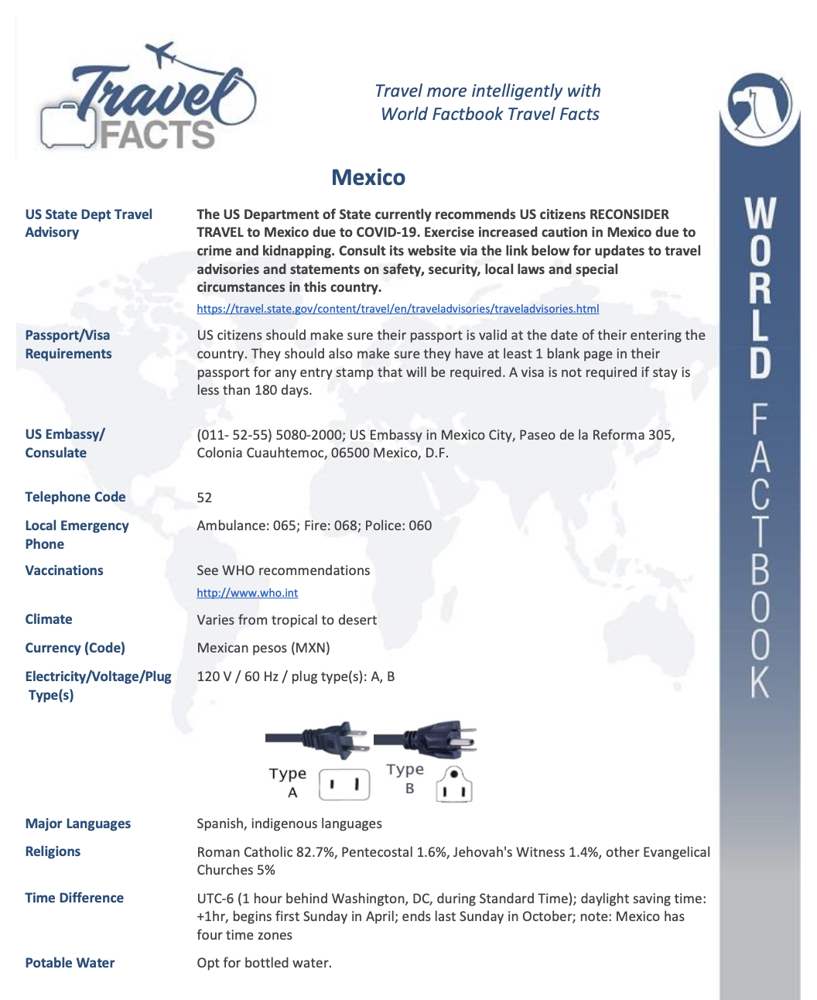 Travel
FACTS
Travel more intelligently with
World Factbook Travel Facts
WORLD FACTBOOK
Mexico
US State Dept Travel
Advisory
The US Department of State currently recommends US citizens RECONSIDER
TRAVEL to Mexico due to COVID-19. Exercise increased caution in Mexico due to
crime and kidnapping. Consult its website via the link below for updates to travel
advisories and statements on safety, security, local laws and special
circumstances in this country.
https://travel.state.gov/content/travel/en/traveladvisories/traveladvisories.html
Passport/Visa
Requirements
US citizens should make sure their passport is valid at the date of their entering the
country. They should also make sure they have at least 1 blank page in their
passport for any entry stamp that will be required. A visa is not required if stay is
less than 180 days.
US Embassy/
Consulate
(011- 52-55) 5080-2000; US Embassy in Mexico City, Paseo de la Reforma 305,
Colonia Cuauhtemoc, 06500 Mexico, D.F.
Telephone Code
52
Local Emergency
Phone
Ambulance: 065; Fire: 068; Police: 060
Vaccinations
See WHO recommendations
http://www.who.int
Climate
Varies from tropical to desert
Currency (Code)
Mexican pesos (MXN)
Electricity/Voltage/Plug
Type(s)
120 V / 60 Hz / plug type(s): A, B
Type
A
Type
B
Major Languages
Spanish, indigenous languages
Religions
Roman Catholic 82.7%, Pentecostal 1.6%, Jehovah's Witness 1.4%, other Evangelical
Churches 5%
Time Difference
UTC-6 (1 hour behind Washington, DC, during Standard Time); daylight saving time:
+1hr, begins first Sunday in April; ends last Sunday in October; note: Mexico has
four time zones
Potable Water
Opt for bottled water.